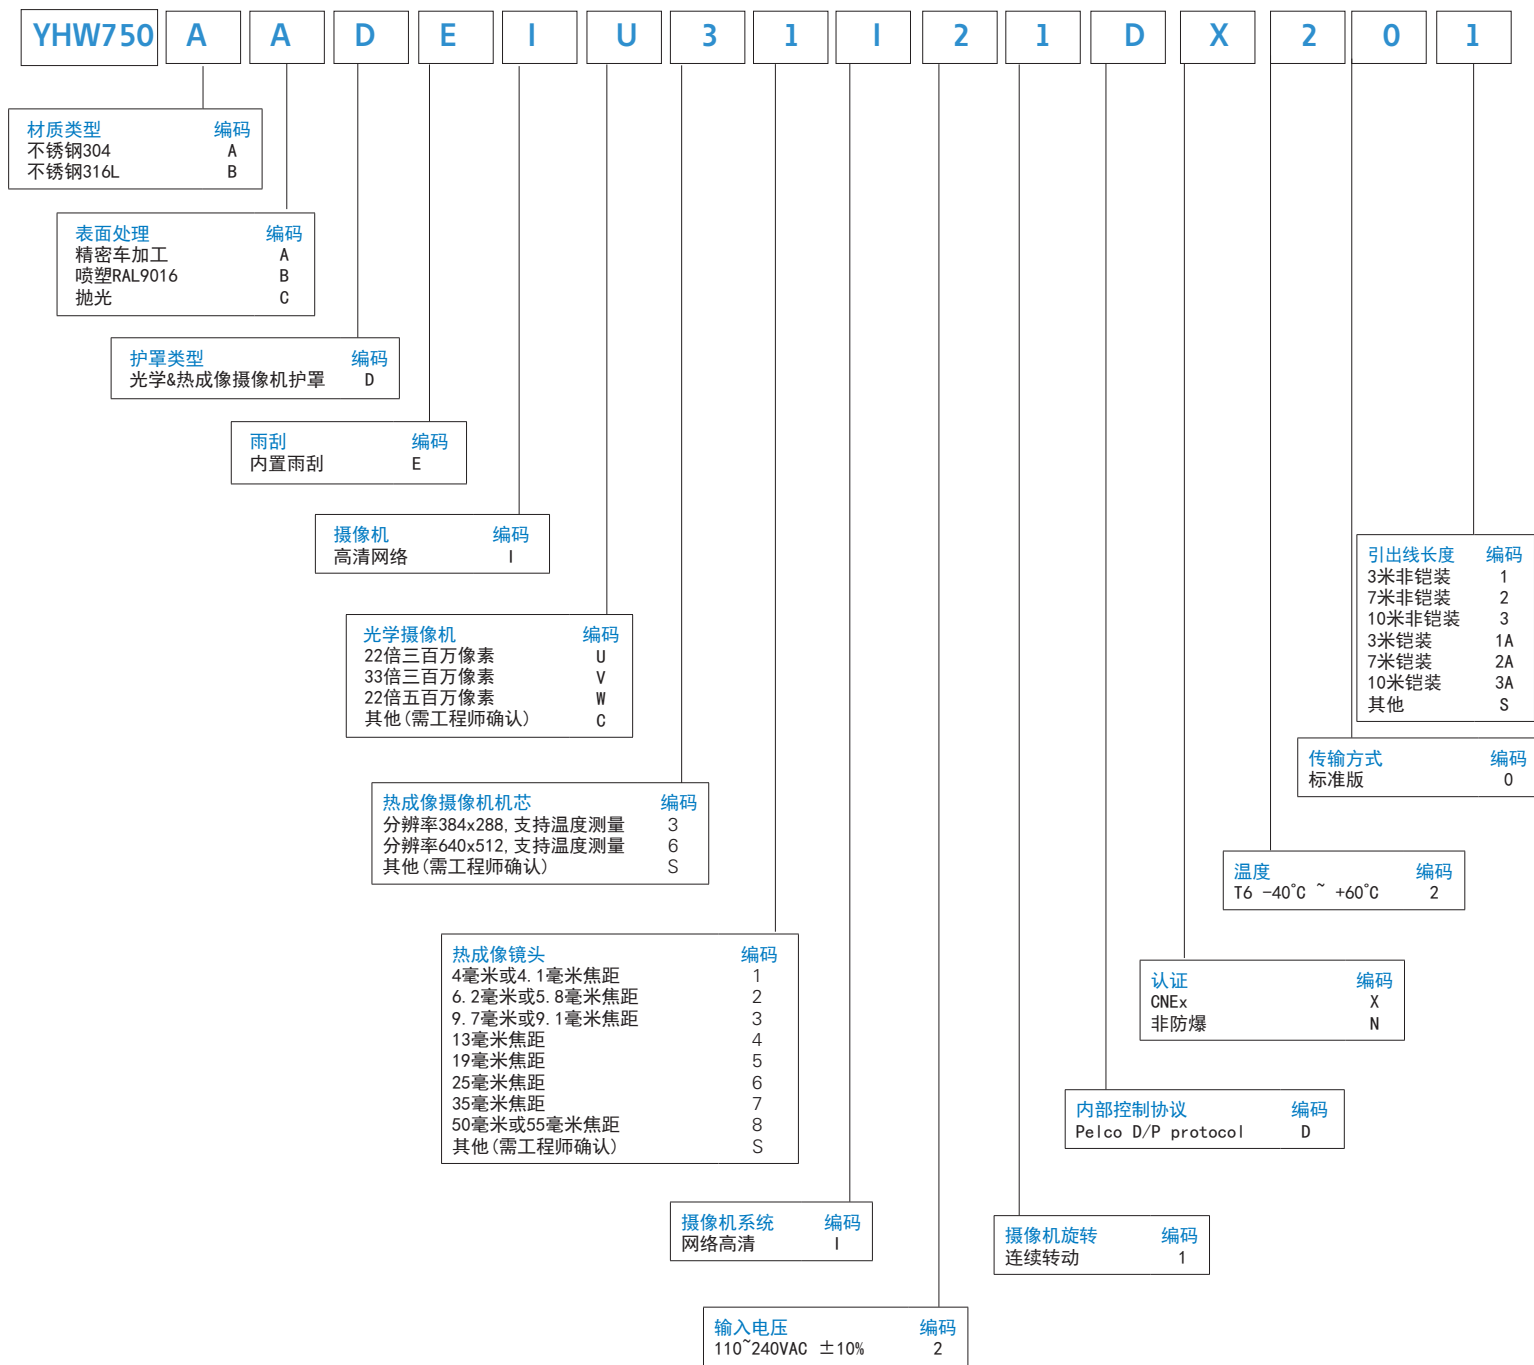 YHW750 A A D E I U 3 1 I 2 1 D X 2 0 1
材质类型 编码
不锈钢304 A
不锈钢316L B
表面处理 编码
精密车加工 A
喷塑RAL9016 B
抛光 C
护罩类型 编码
光学&热成像摄像机护罩 D
雨刮 编码
内置雨刮 E
摄像机 编码
高清网络 I
光学摄像机 编码
22倍三百万像素 U
33倍三百万像素 V
22倍五百万像素 W
其他(需工程师确认) C
热成像摄像机机芯 编码
分辨率384x288,支持温度测量 3
分辨率640x512,支持温度测量 6
其他(需工程师确认) S
热成像镜头 编码
4毫米或4.1毫米焦距 1
6.2毫米或5.8毫米焦距 2
9.7毫米或9.1毫米焦距 3
13毫米焦距 4
19毫米焦距 5
25毫米焦距 6
35毫米焦距 7
50毫米或55毫米焦距 8
其他(需工程师确认) S
摄像机系统 编码
网络高清 I
输入电压 编码
110~240VAC ±10% 2
摄像机旋转 编码
连续转动 1
内部控制协议 编码
Pelco D/P protocol D
认证 编码
CNEx X
非防爆 N
温度 编码
T6 -40℃ ~ +60℃ 2
传输方式 编码
标准版 0
引出线长度 编码
3米非铠装 1
7米非铠装 2
10米非铠装 3
3米铠装 1A
7米铠装 2A
10米铠装 3A
其他 S